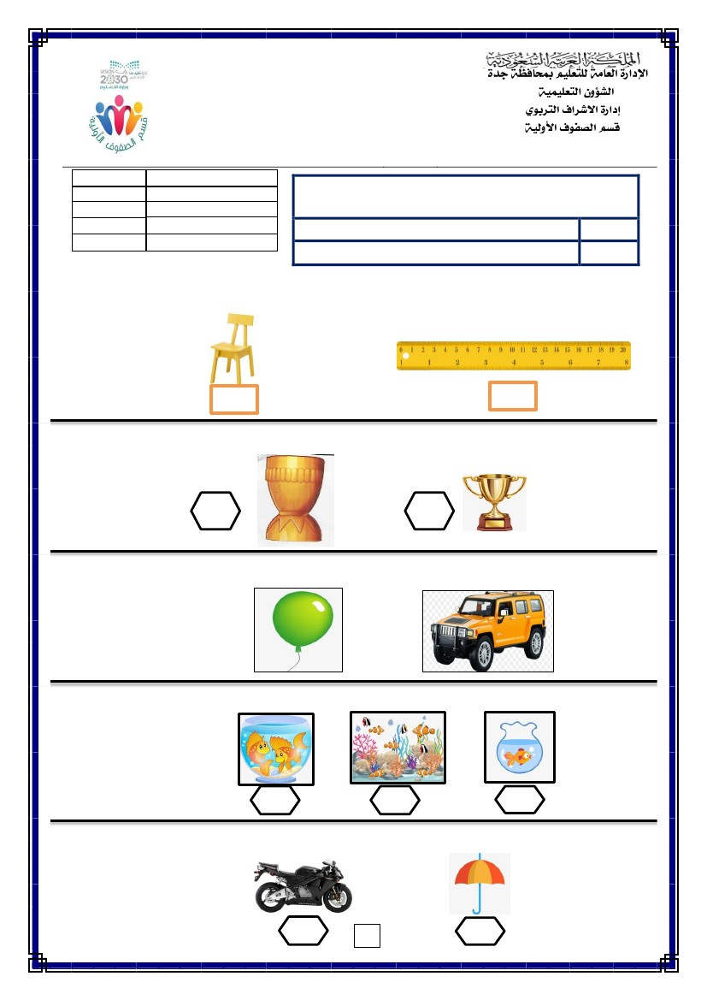 المملكة العربية السعودية
الإدارة العامة للتعليم بمحافظة جدة
الشؤون التعليمية
إدارة الاشراف التربوي
قسم الصفوف الأولية
VISION رؤية
2030
وزارة التعليم
قسم الصفوف الأولية
0 1 2 3 4 5 6 7 8 9 10 11 12 13 14 15 16 17 18 19 20
1 2 3 4 5 6 7 8